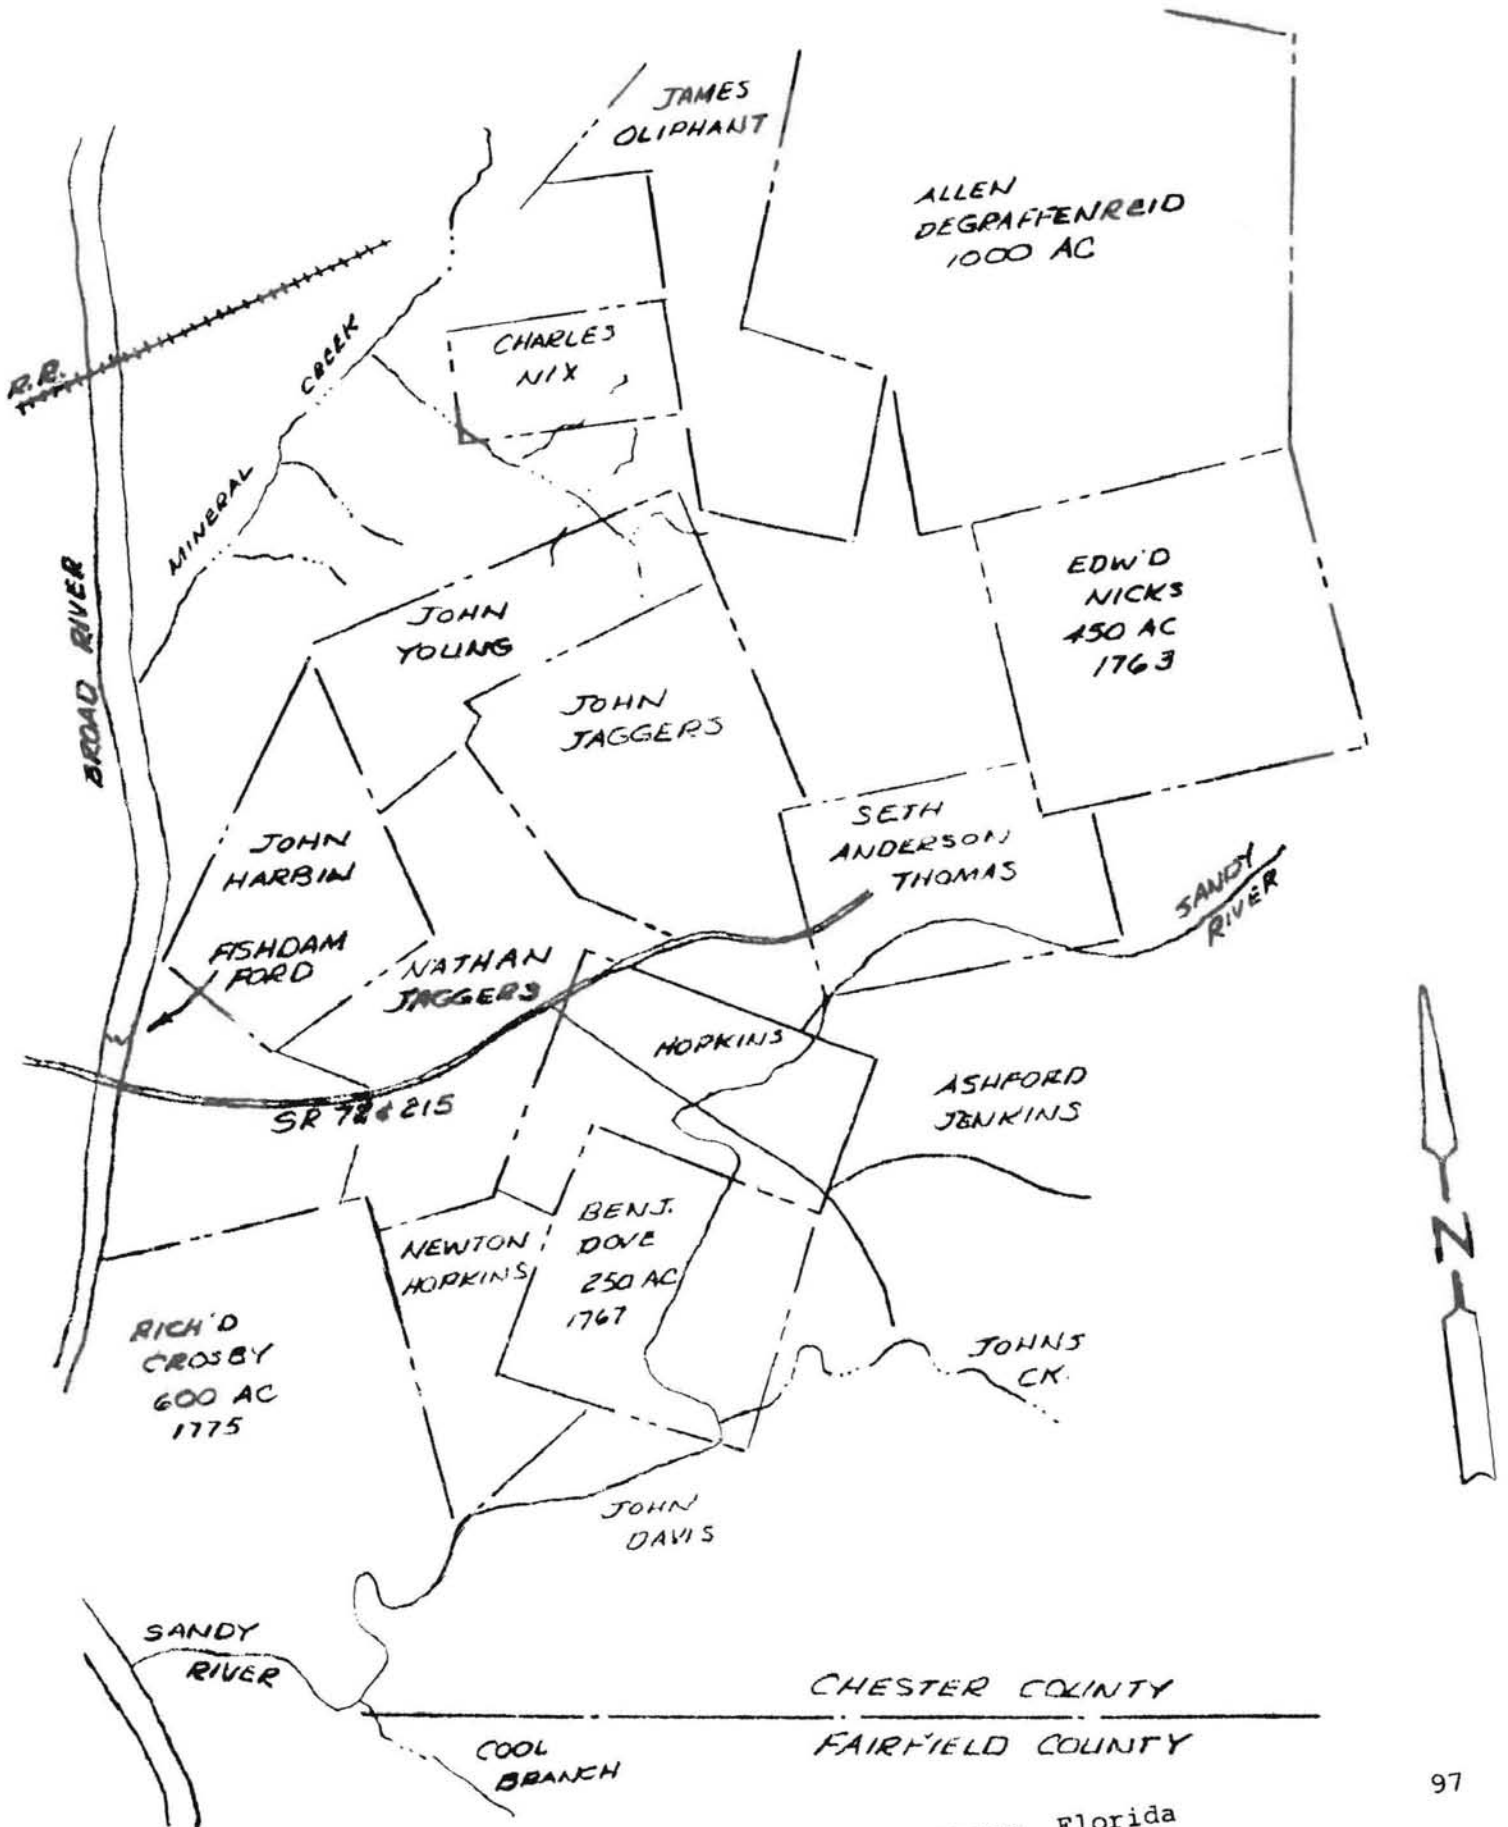 JAMES
OLIPHANT
ALLEN
DEGRAFFENREID
1000 AC
R.R.
CREEK
MINERAL
CHARLES
NIX
BROAD RIVER
EDW'D
NICKS
450 AC
1763
JOHN
YOUNG
JOHN
JAGGERS
JOHN
HARBIN
SETH
ANDERSON
THOMAS
SANDY
RIVER
FISHDAM
FORD
NATHAN
JAGGERS
HOPKINS
ASHFORD
JENKINS
SR 72 & 215
NEWTON
HOPKINS
BENJ.
DOVE
250 AC
1767
RICH'D
CROSBY
600 AC
1775
JOHNS
CK.
N
JOHN
DAVIS
SANDY
RIVER
CHESTER COUNTY
FAIRFIELD COUNTY
COOL
BRANCH
97
Florida